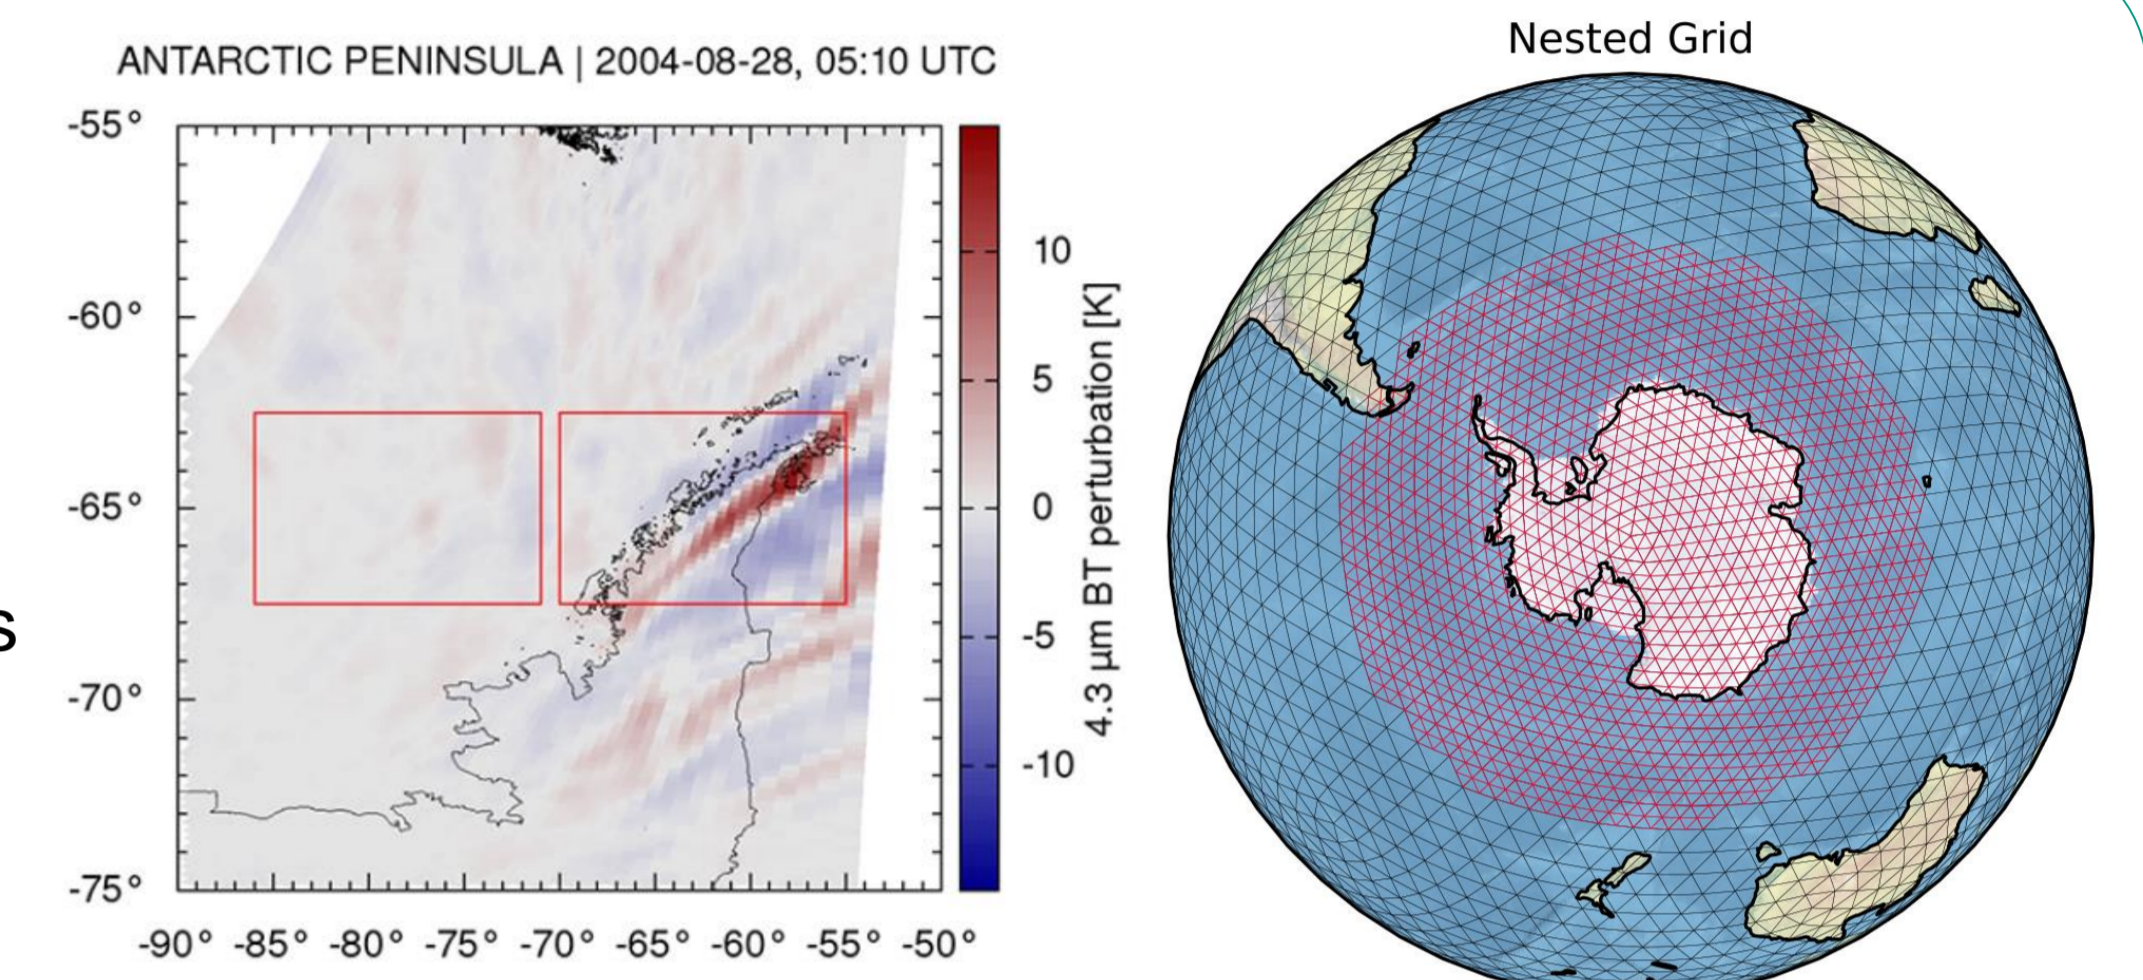 ANTARCTIC PENINSULA | 2004-08-28, 05:10 UTC
-55°
-60°
-65°
-70°
-75°
-90° -85° -80° -75° -70° -65° -60° -55° -50°
10
5
0
-5
-10
4.3 µm BT perturbation [K]
Nested Grid
s